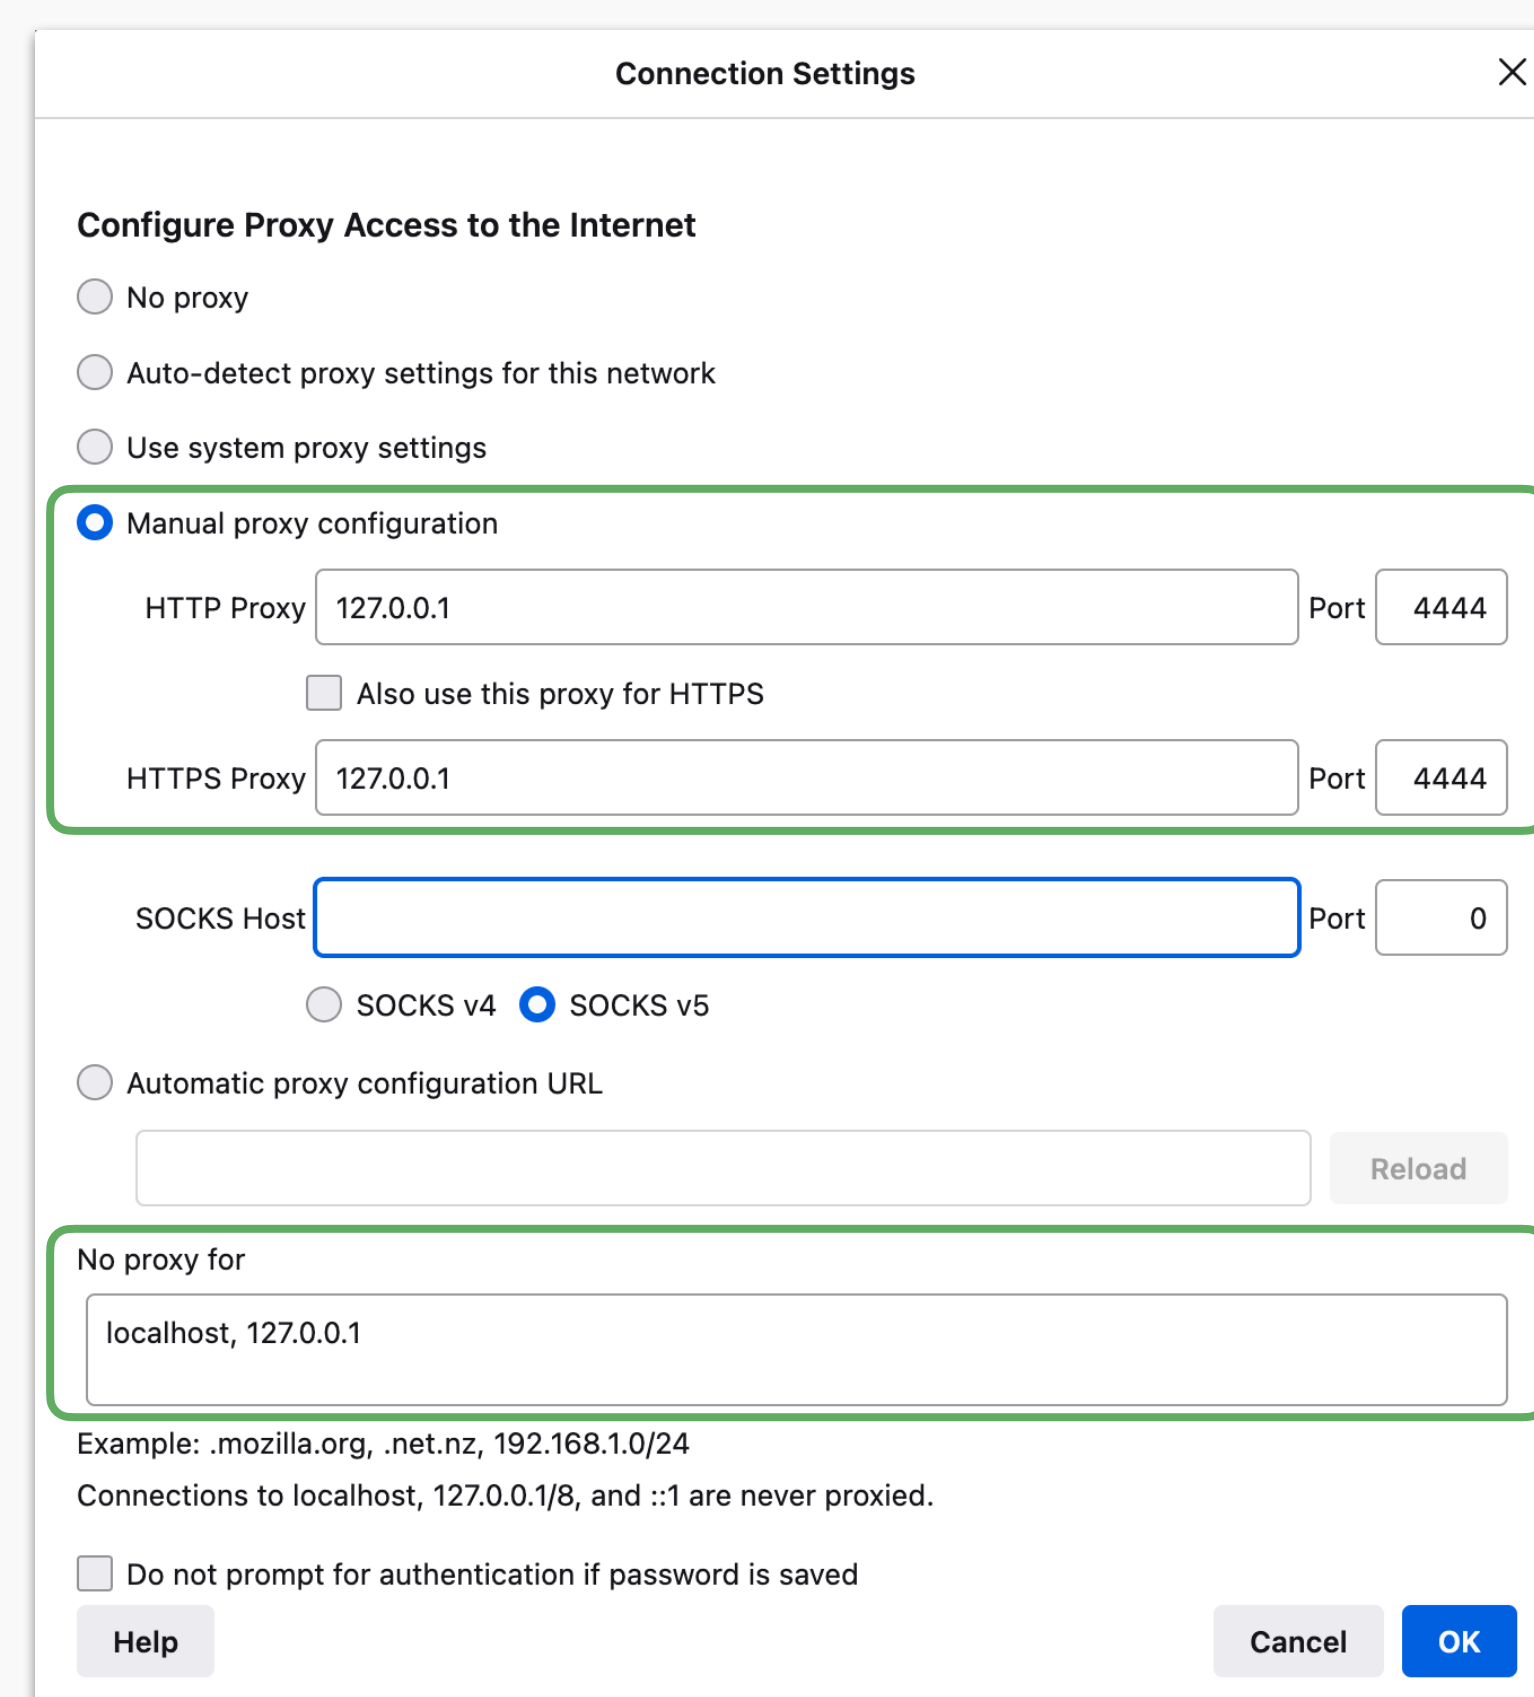 Connection Settings
Configure Proxy Access to the Internet
No proxy
Auto-detect proxy settings for this network
Use system proxy settings
Manual proxy configuration
HTTP Proxy 127.0.0.1 Port 4444
Also use this proxy for HTTPS
HTTPS Proxy 127.0.0.1 Port 4444
SOCKS Host Port 0
SOCKS v4 SOCKS v5
Automatic proxy configuration URL
Reload
No proxy for
localhost, 127.0.0.1
Example: .mozilla.org, .net.nz, 192.168.1.0/24
Connections to localhost, 127.0.0.1/8, and ::1 are never proxied.
Do not prompt for authentication if password is saved
Help Cancel OK